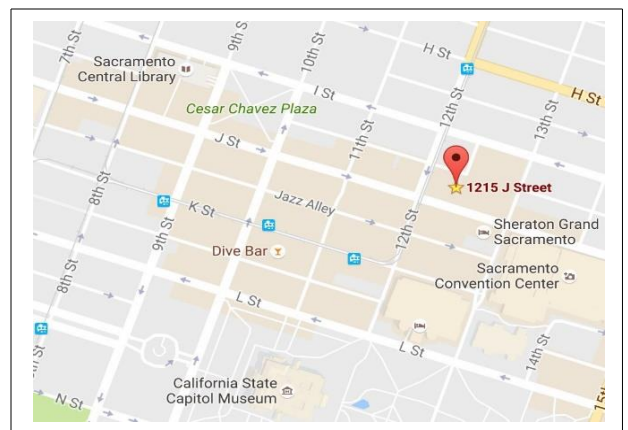 7th St
9th St
10th St
H St
Sacramento
Central Library
12th St
H St
I St
Cesar Chavez Plaza
13th St
11th St
J St
1215 J Street
8th St
Jazz Alley
K St
Sheraton Grand
Sacramento
12th St
9th St
Dive Bar
Sacramento
Convention Center
8th St
L St
L St
14th St
California State
Capitol Museum
N St
15th